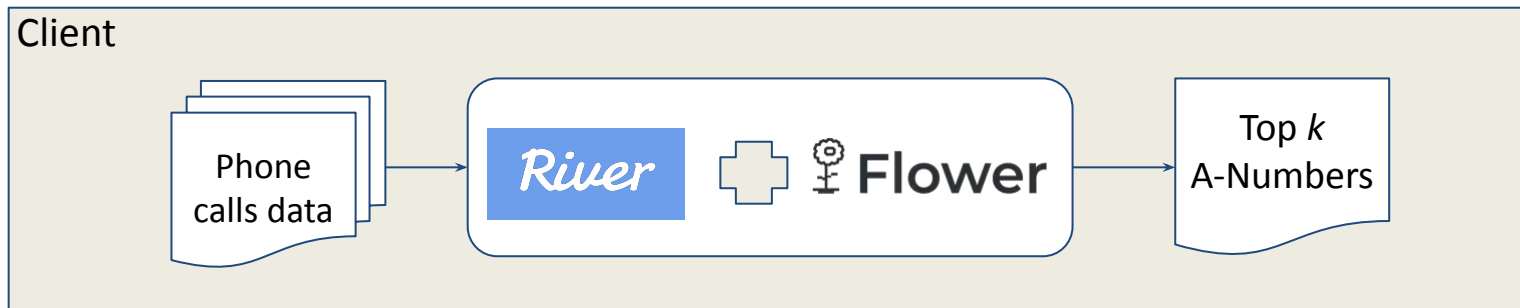 Client
Phone
calls data
River
Flower
Top k
A-Numbers